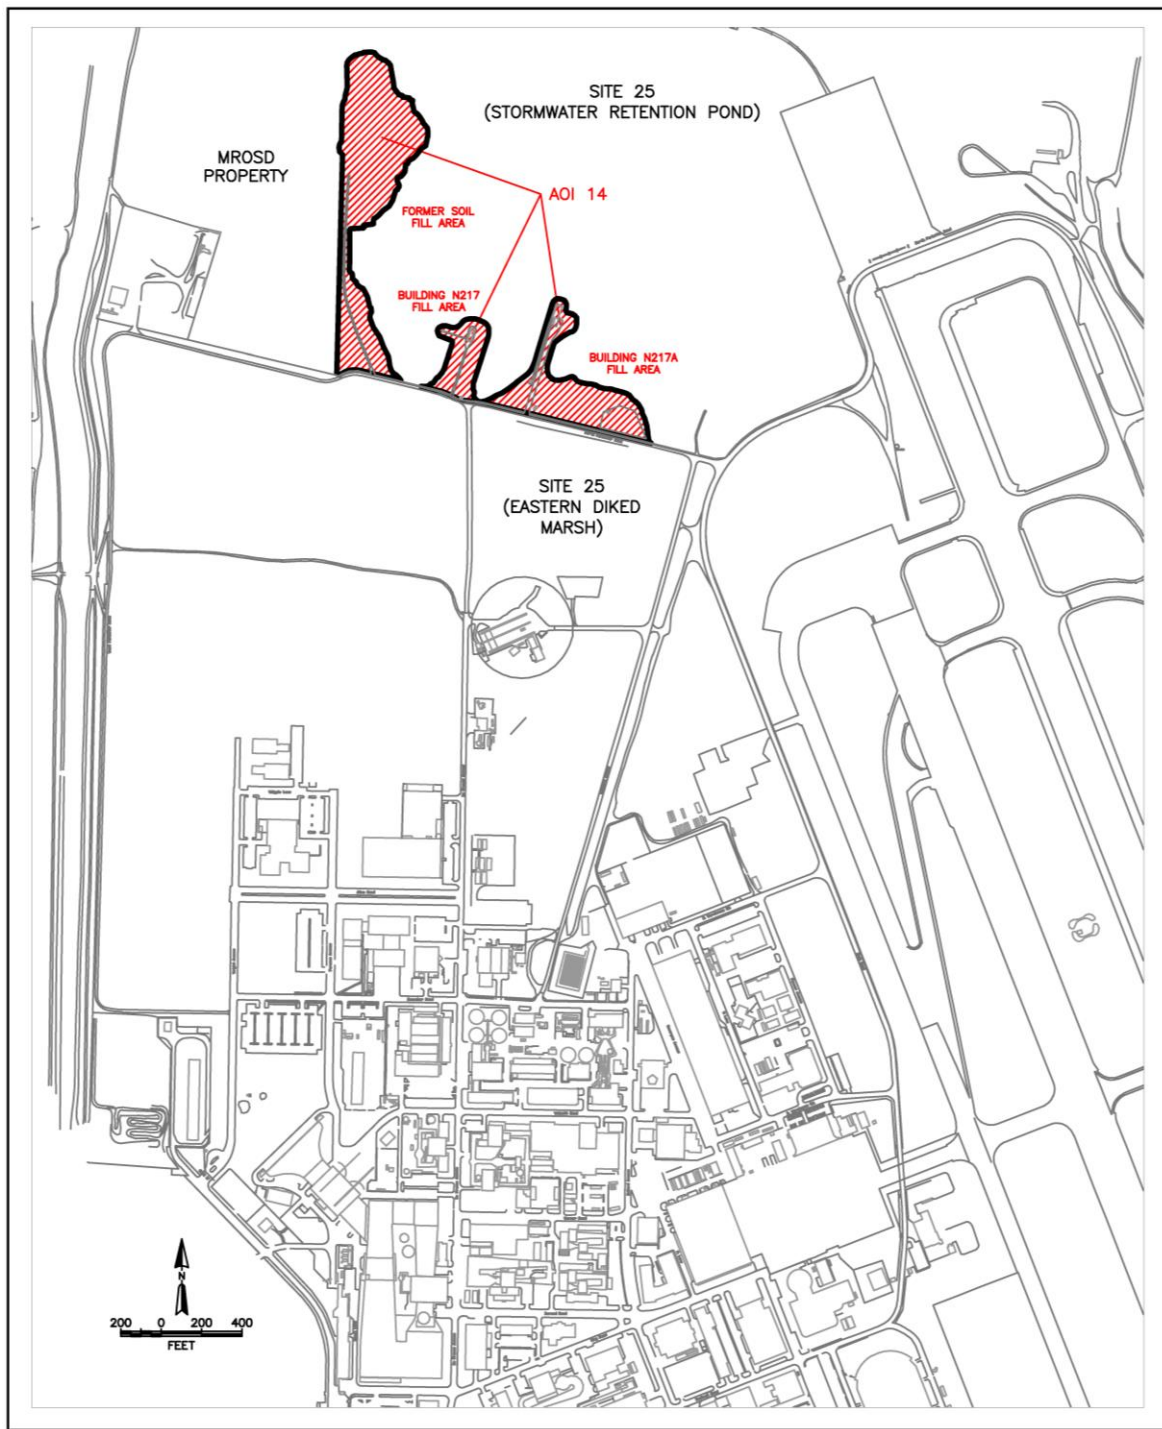 SITE 25
(STORMWATER RETENTION POND)
MROSD
PROPERTY
AOI 14
FORMER SOIL
FILL AREA
BUILDING N217
FILL AREA
BUILDING N217A
FILL AREA
SITE 25
(EASTERN DIKED
MARSH)
N
200 0 200 400
FEET